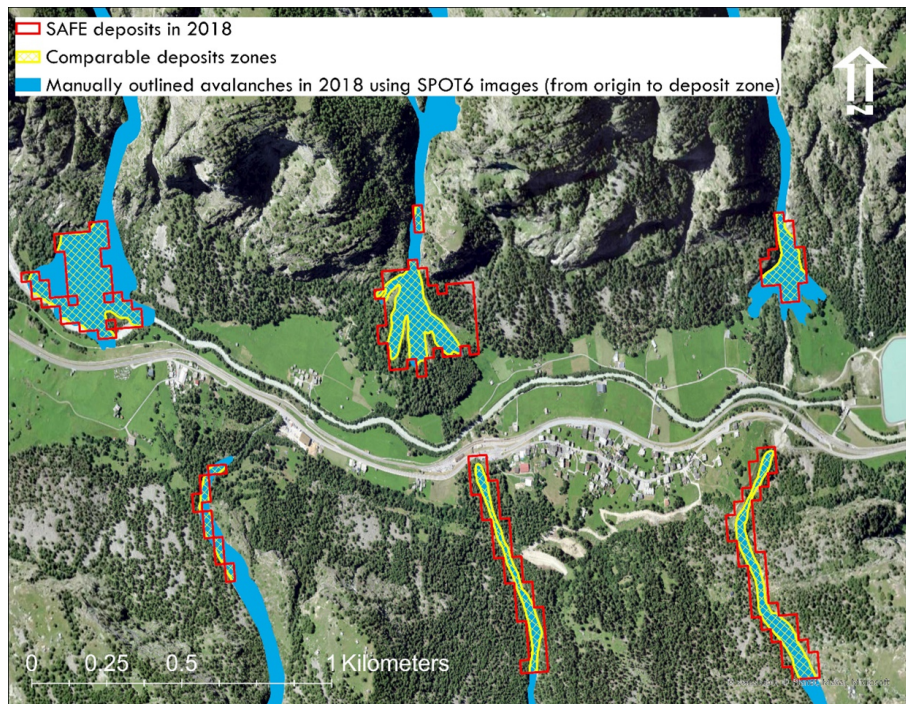 SAFE deposits in 2018
Comparable deposits zones
Manually outlined avalanches in 2018 using SPOT6 images (from origin to deposit zone)
N
0 0.25 0.5 1 Kilometers